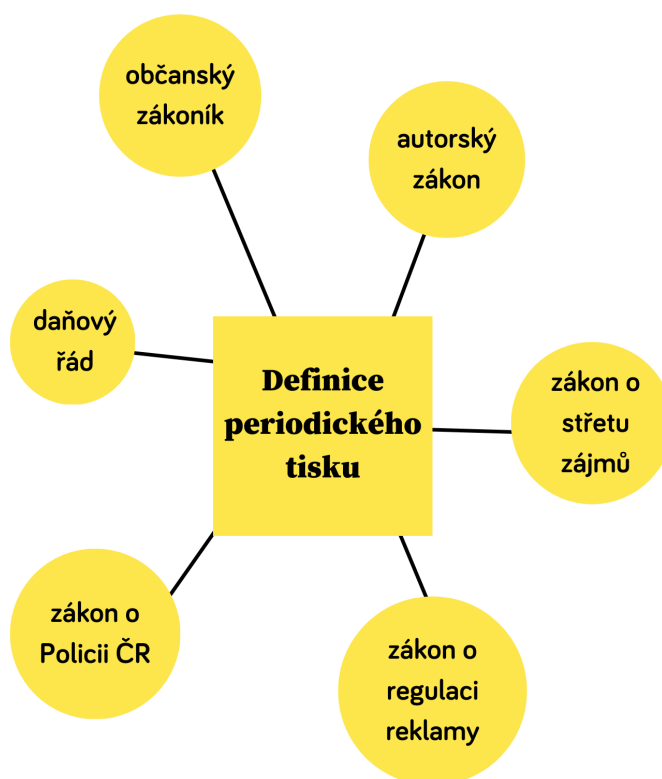 občanský
zákoník
autorský
zákon
daňový
řád
Definice
periodického
tisku
zákon o
střetu
zájmů
zákon o
Policii ČR
zákon o
regulaci
reklamy